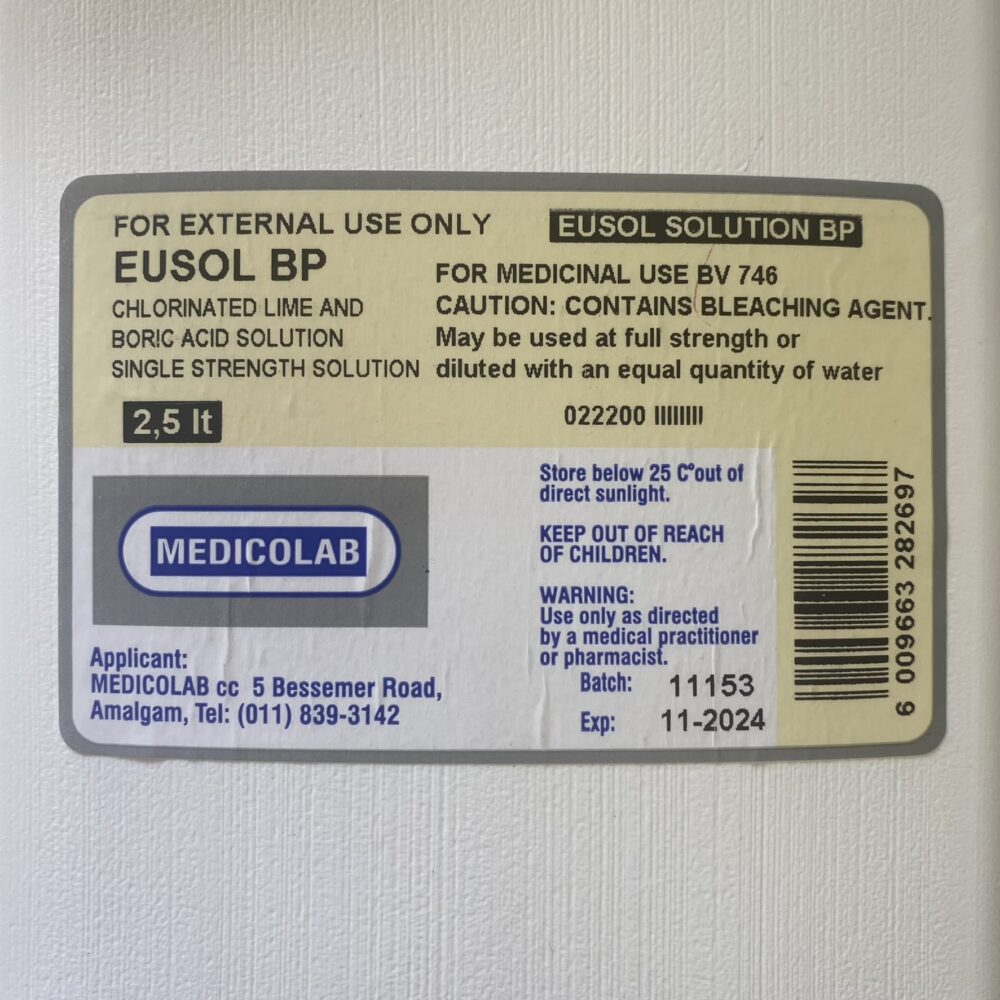 FOR EXTERNAL USE ONLY
EUSOL SOLUTION BP
EUSOL BP
CHLORINATED LIME AND
BORIC ACID SOLUTION
SINGLE STRENGTH SOLUTION
FOR MEDICINAL USE BV 746
CAUTION: CONTAINS BLEACHING AGENT.
May be used at full strength or
diluted with an equal quantity of water
2,5 lt
022200 IIIIIIII
MEDICOLAB
Applicant:
MEDICOLAB cc 5 Bessemer Road,
Amalgam, Tel: (011) 839-3142
Store below 25 C° out of
direct sunlight.
KEEP OUT OF REACH
OF CHILDREN.
WARNING:
Use only as directed
by a medical practitioner
or pharmacist.
Batch: 11153
Exp: 11-2024
6 009663 282697